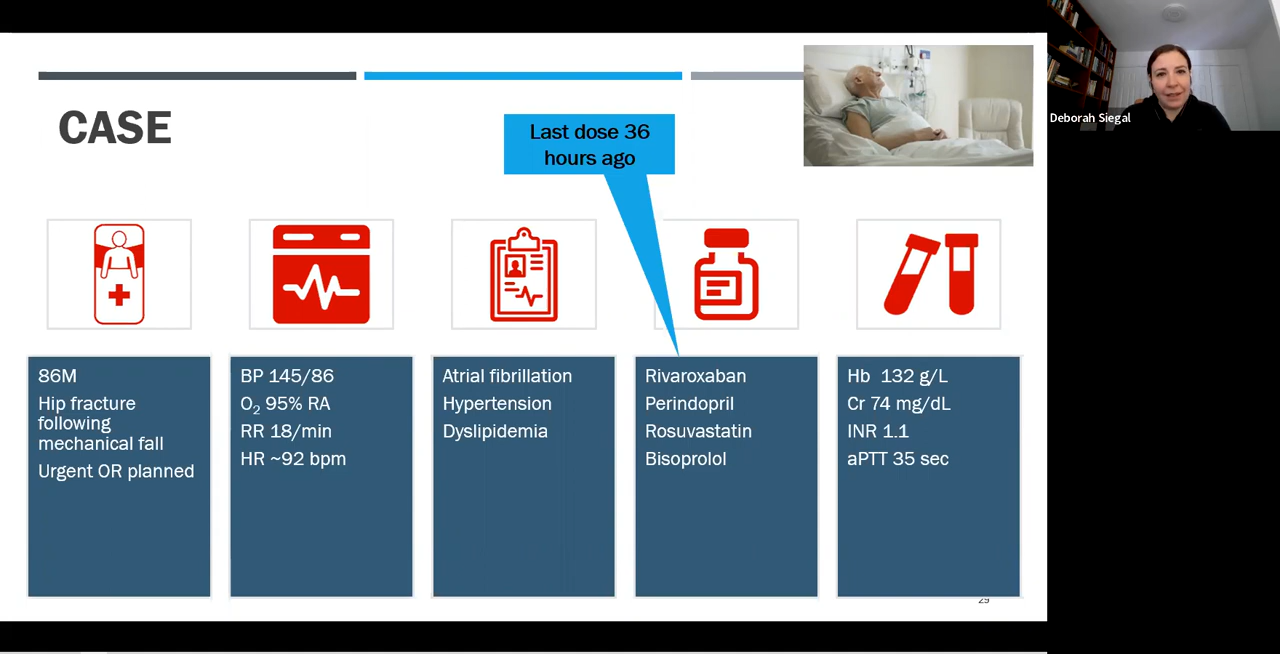 Deborah Siegal
CASE
Last dose 36
hours ago
86M
Hip fracture
following
mechanical fall
Urgent OR planned
BP 145/86
O₂ 95% RA
RR 18/min
HR ~92 bpm
Atrial fibrillation
Hypertension
Dyslipidemia
Rivaroxaban
Perindopril
Rosuvastatin
Bisoprolol
Hb 132 g/L
Cr 74 mg/dL
INR 1.1
aPTT 35 sec
29